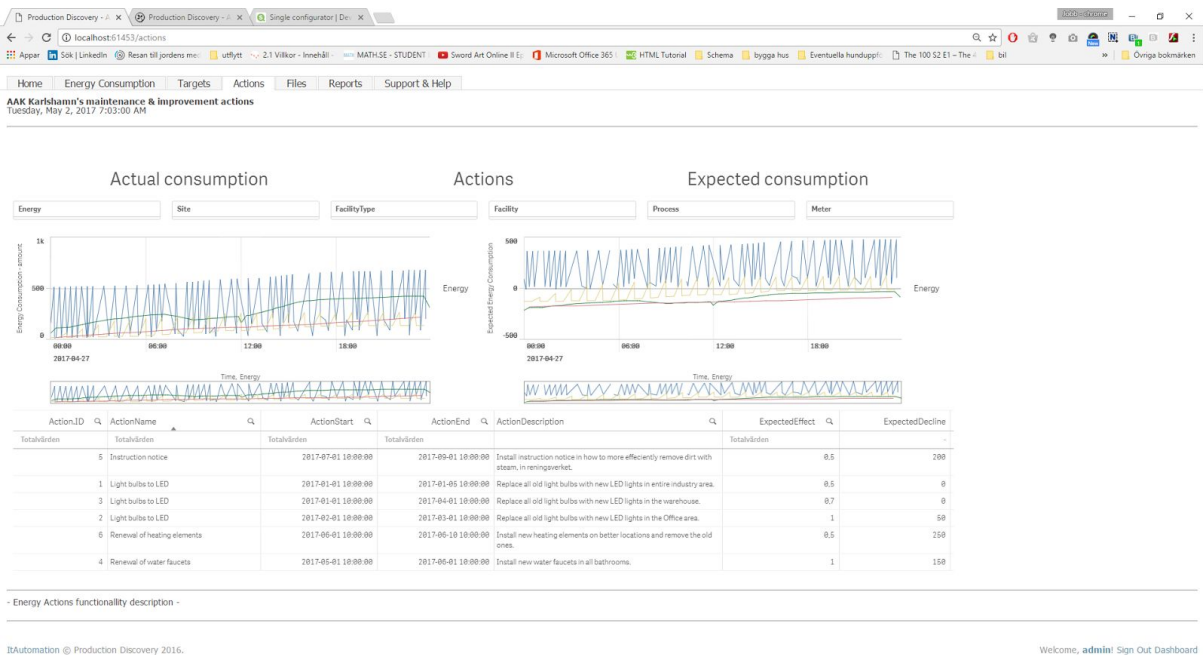 Production Discovery - A
Production Discovery - A
Single configurator | De
localhost:61453/actions
Appar
Sök | LinkedIn
Resan till jordens me
utflytt
2.1 Villkor - Innehåll -
MATH.SE - STUDENT
Sword Art Online II Ep
Microsoft Office 365
HTML Tutorial
Schema
bygga hus
Eventuella hunduppf
The 100 S2 E1 – The 4
bil
»
Övriga bokmärken
Home Energy Consumption Targets Actions Files Reports Support & Help
AAK Karlshamn's maintenance & improvement actions
Tuesday, May 2, 2017 7:03:00 AM
Actual consumption Actions Expected consumption
Energy Site FacilityType Facility Process Meter
Energy Consumption - amount
1k
500
0
00:00 06:00 12:00 18:00
2017-04-27
Time, Energy
Energy
Expected Energy Consumption
500
0
-500
00:00 06:00 12:00 18:00
2017-04-27
Time, Energy
Energy
ActionID ActionName ActionStart ActionEnd ActionDescription ExpectedEffect ExpectedDecline
Totalvärden Totalvärden Totalvärden Totalvärden Totalvärden -
5 Instruction notice 2017-07-01 10:00:00 2017-09-01 10:00:00 Install instruction notice in how to more effeciently remove dirt with
steam, in reningsverket. 0,5 200
1 Light bulbs to LED 2017-01-01 10:00:00 2017-01-05 10:00:00 Replace all old light bulbs with new LED lights in entire industry area. 0,5 0
3 Light bulbs to LED 2017-01-01 10:00:00 2017-04-01 10:00:00 Replace all old light bulbs with new LED lights in the warehouse. 0,7 0
2 Light bulbs to LED 2017-02-01 10:00:00 2017-03-01 10:00:00 Replace all old light bulbs with new LED lights in the Office area. 1 50
6 Renewal of heating elements 2017-06-01 10:00:00 2017-06-10 10:00:00 Install new heating elements on better locations and remove the old
ones. 0,5 250
4 Renewal of water faucets 2017-05-01 10:00:00 2017-06-01 10:00:00 Install new water faucets in all bathrooms. 1 150
- Energy Actions functionallity description -
ItAutomation © Production Discovery 2016.
Welcome, admin! Sign Out Dashboard